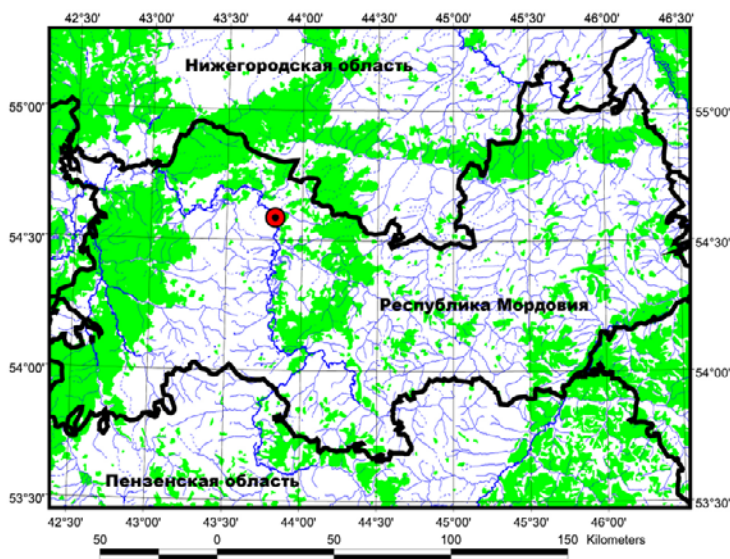 42°30' 43°00' 43°30' 44°00' 44°30' 45°00' 45°30' 46°00' 46°30'
Нижегородская область
55°00' 55°00'
54°30' 54°30'
Республика Мордовия
54°00' 54°00'
Пензенская область
53°30' 53°30'
42°30' 43°00' 43°30' 44°00' 44°30' 45°00' 45°30' 46°00' 46°30'
50 0 50 100 150 Kilometers